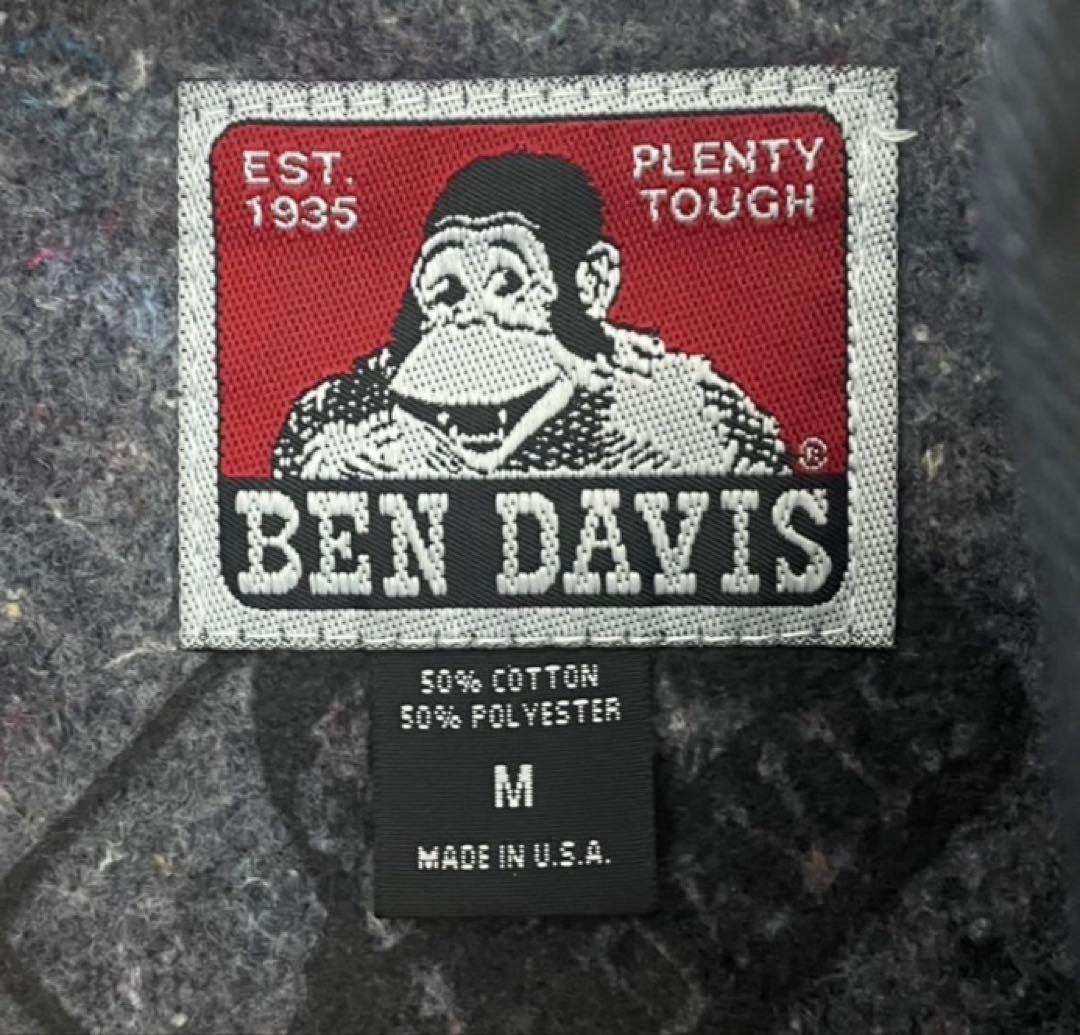 EST.
1935
PLENTY
TOUGH
®
BEN DAVIS
50% COTTON
50% POLYESTER
M
MADE IN U.S.A.